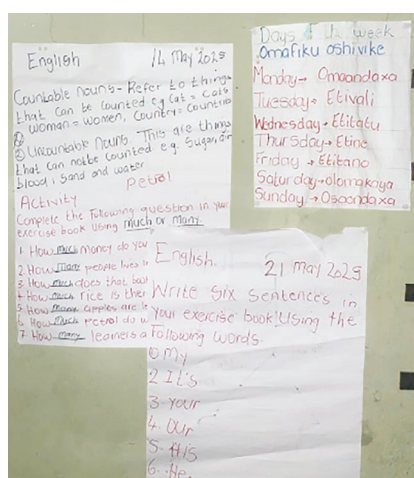 English 14 May 2025
Countable nouns - Refer to things
that can be counted eg Cat = Cats
Woman = Women, Country = Countries
② Uncountable nouns This are things
that can not be counted e.g. Sugar, air
blood, sand and water.
Petrol
Activity
Complete the following question in your
exercise book using much or many.
1 How much money do you
2. How many people lives in
3 How much does that book
4 How much rice is ther
5 How many apples are
6 How much petrol do w
7 How many learners a
Days of the week
Omafiku oshivike
Monday → Omaandaxa
Tuesday → Etivali
Wednesday → Etitatu
Thursday → Etine
Friday → Etitano
Saturday → olomakaya
Sunday → Osoondaxa
English.
21 May 2025
Write six sentences in
your exercise book! Using the
Following words.
① My
2 It's
3 your
4 Our
5. His
6. He